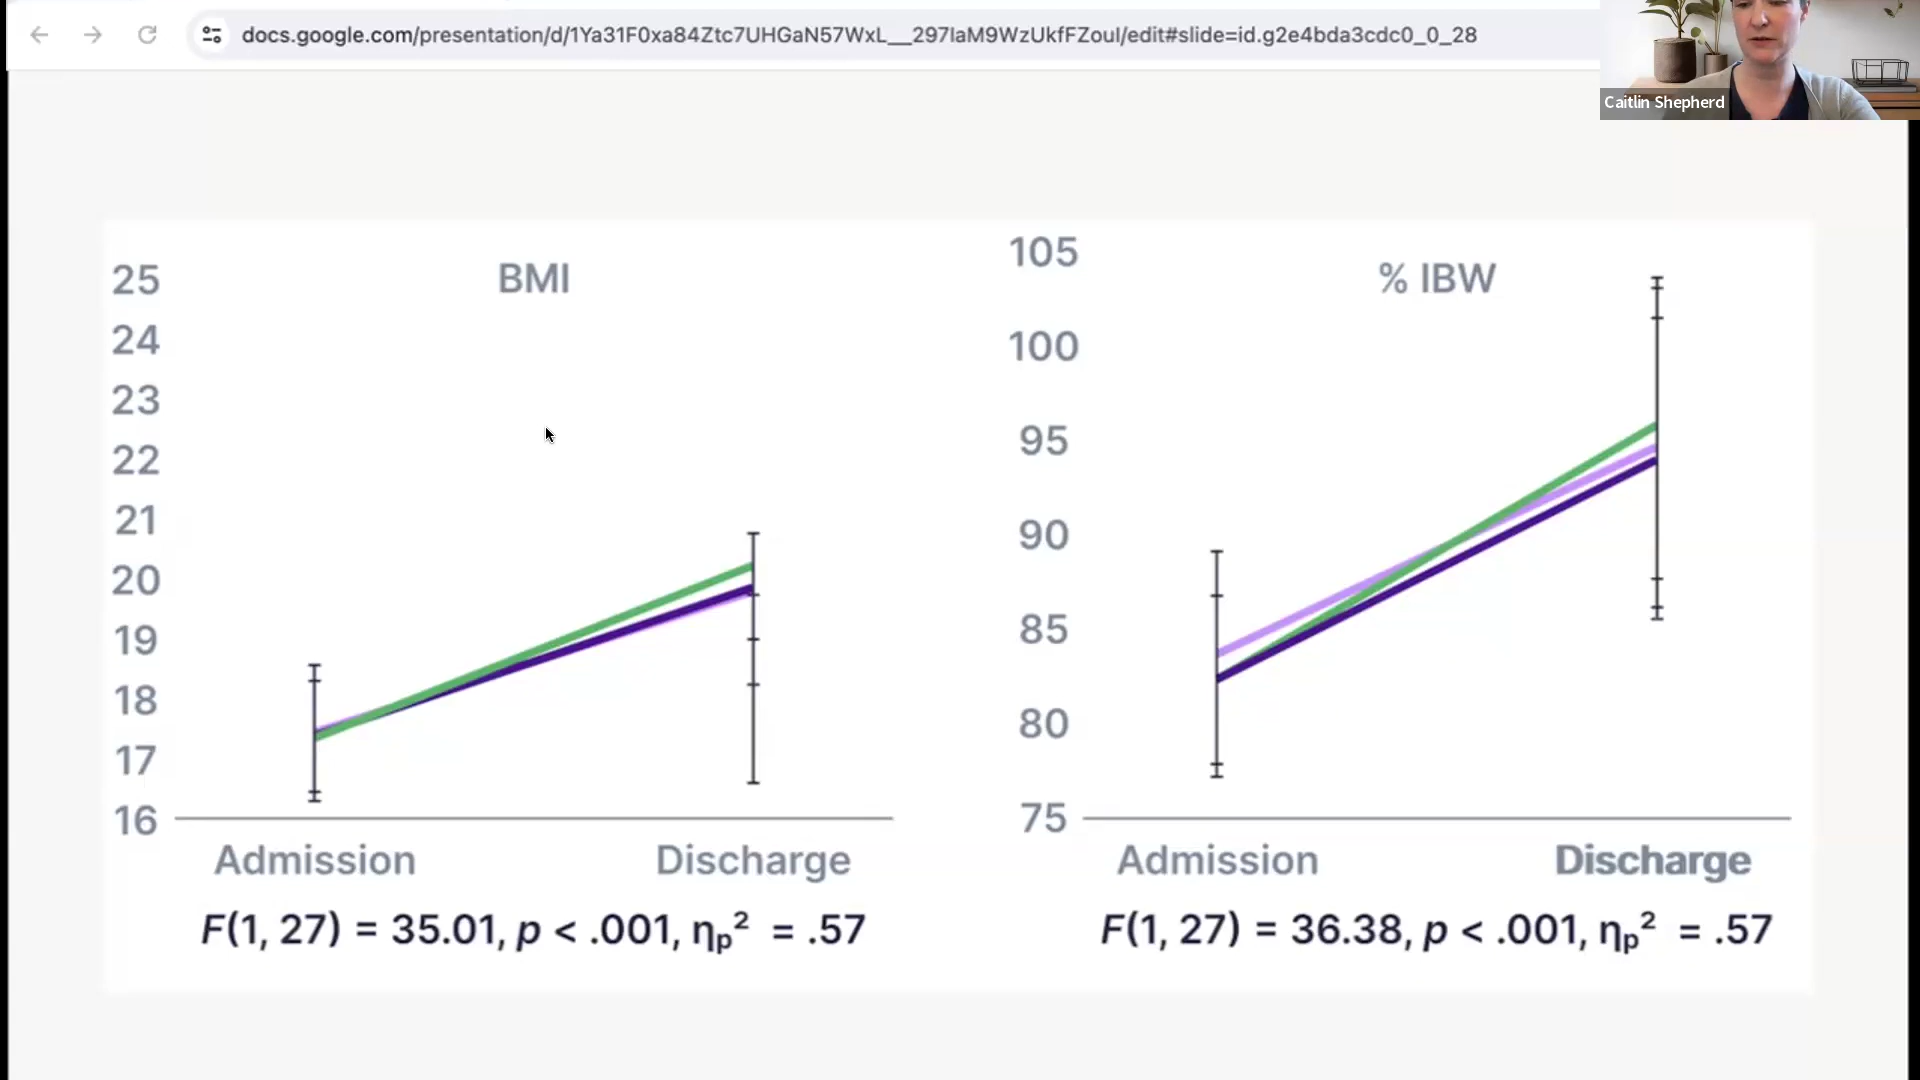 docs.google.com/presentation/d/1Ya31F0xa84Ztc7UHGaN57WxL__297IaM9WzUkfFZouI/edit#slide=id.g2e4bda3cdc0_0_28
Caitlin Shepherd
BMI
25
24
23
22
21
20
19
18
17
16
Admission Discharge
F(1, 27) = 35.01, p < .001, ηp² = .57
% IBW
105
100
95
90
85
80
75
Admission Discharge
F(1, 27) = 36.38, p < .001, ηp² = .57